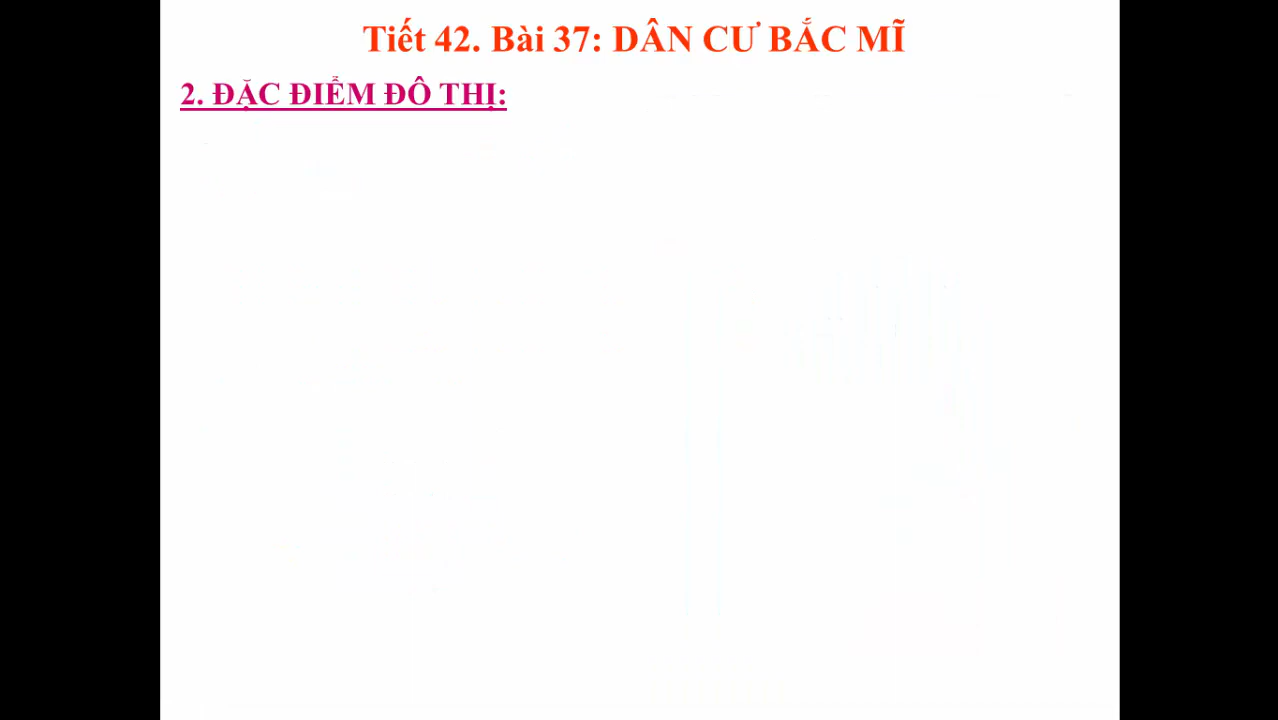 Tiết 42. Bài 37: DÂN CƯ BẮC MĨ
2. ĐẶC ĐIỂM ĐÔ THỊ: